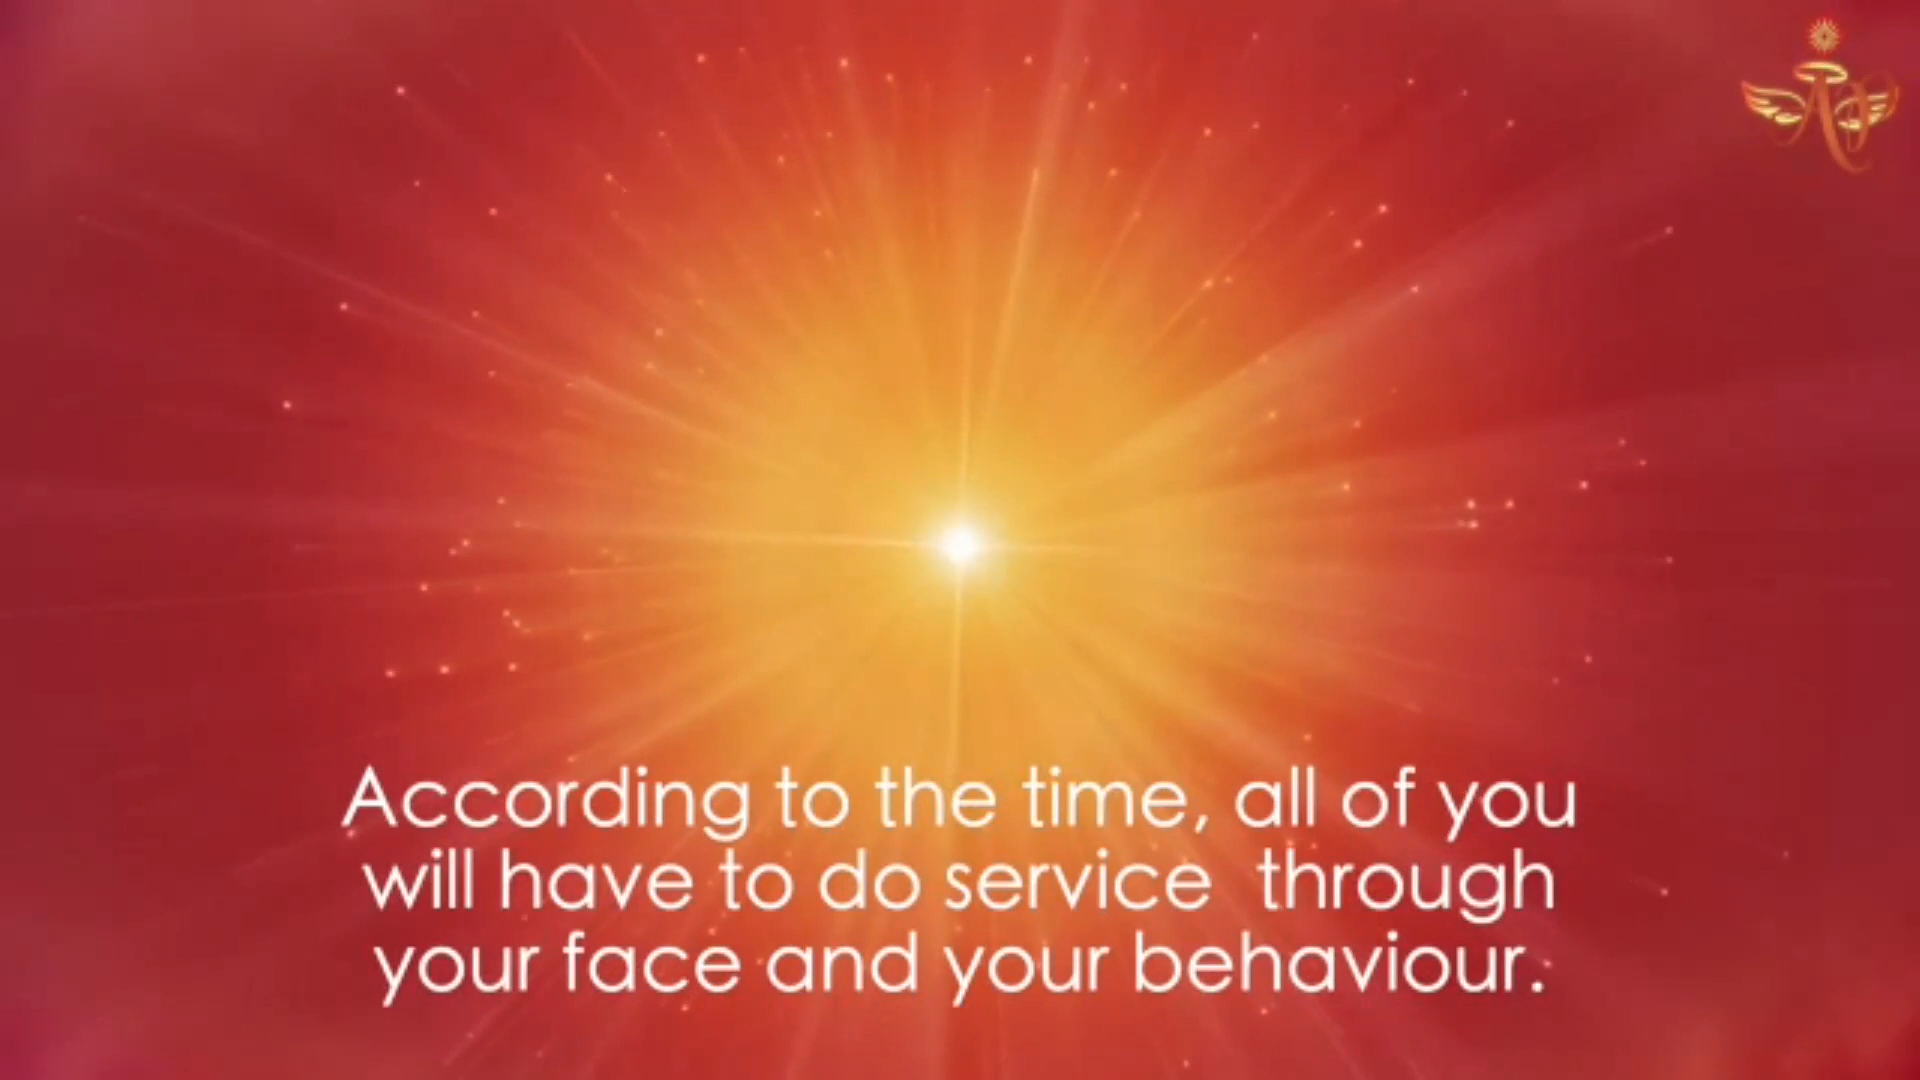 According to the time, all of you
will have to do service  through
your face and your behaviour.